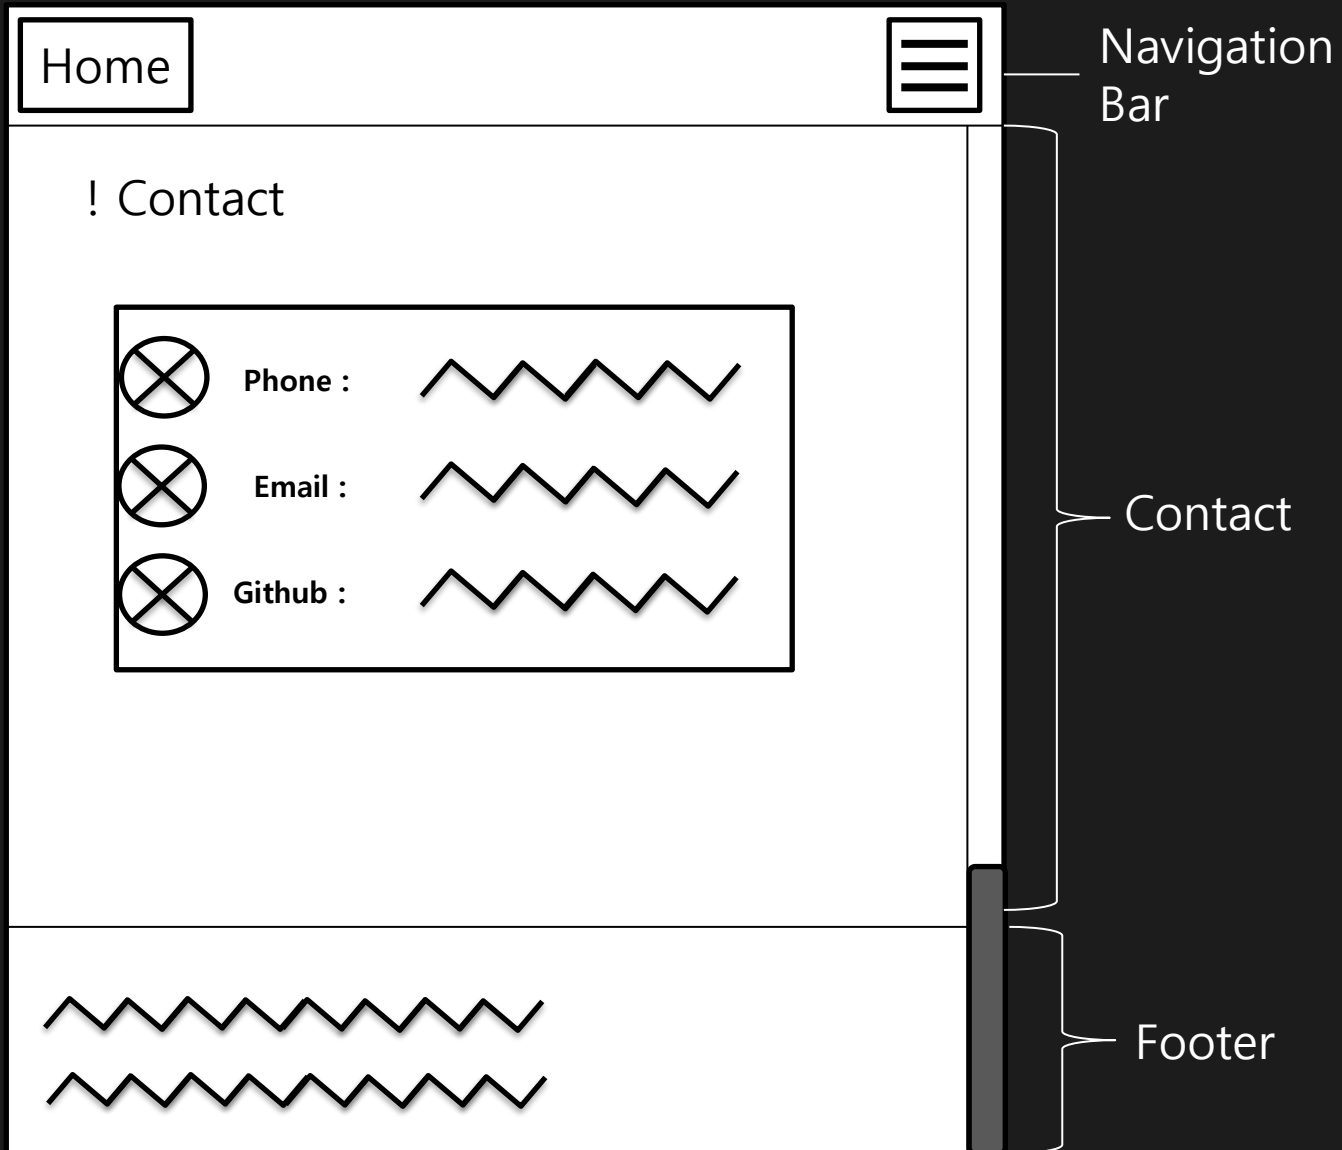 Home
Navigation
Bar
! Contact
Phone :
Email :
Github :
Contact
Footer